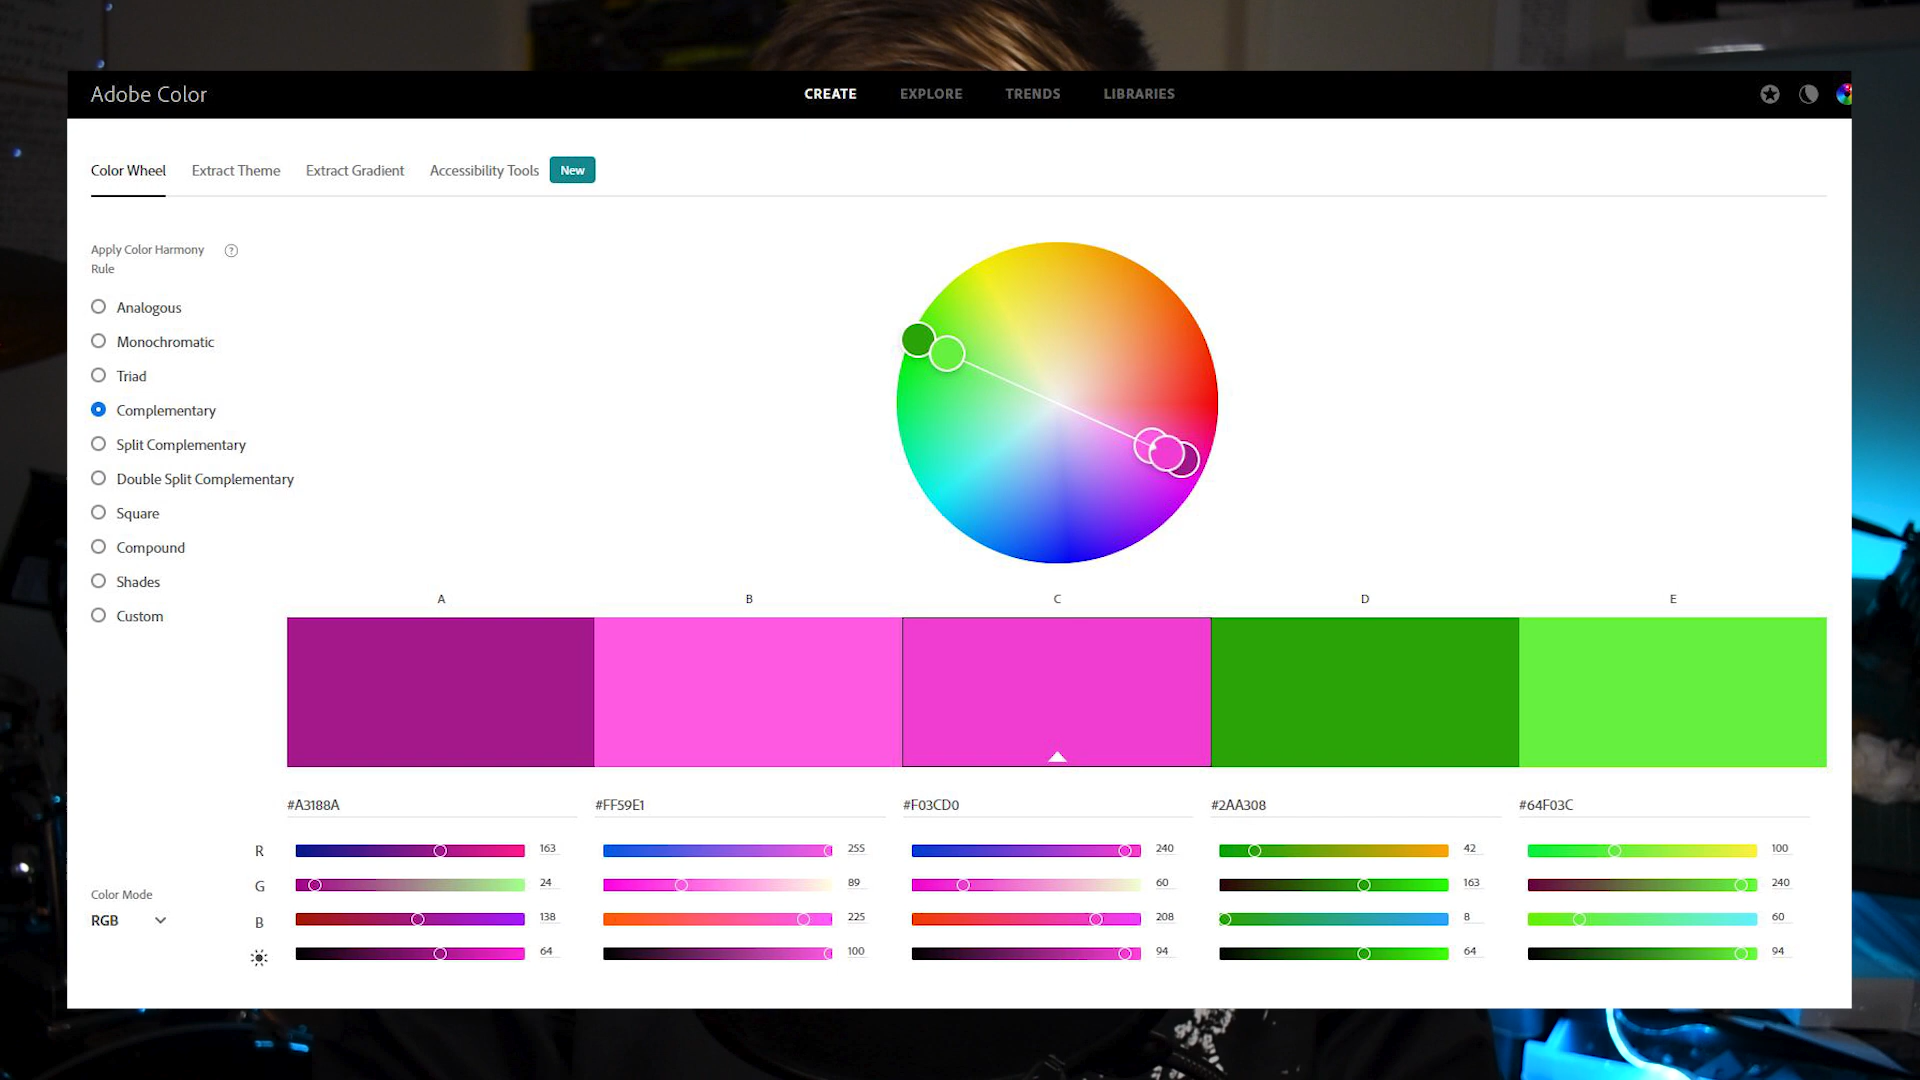 Adobe Color
CREATE EXPLORE TRENDS LIBRARIES
Color Wheel Extract Theme Extract Gradient Accessibility Tools New
Apply Color Harmony ?
Rule
Analogous
Monochromatic
Triad
Complementary
Split Complementary
Double Split Complementary
Square
Compound
Shades
Custom
A B C D E
#A3188A #FF59E1 #F03CD0 #2AA308 #64F03C
R 163 255 240 42 100
G 24 89 60 163 240
Color Mode
RGB
B 138 225 208 8 60
64 100 94 64 94